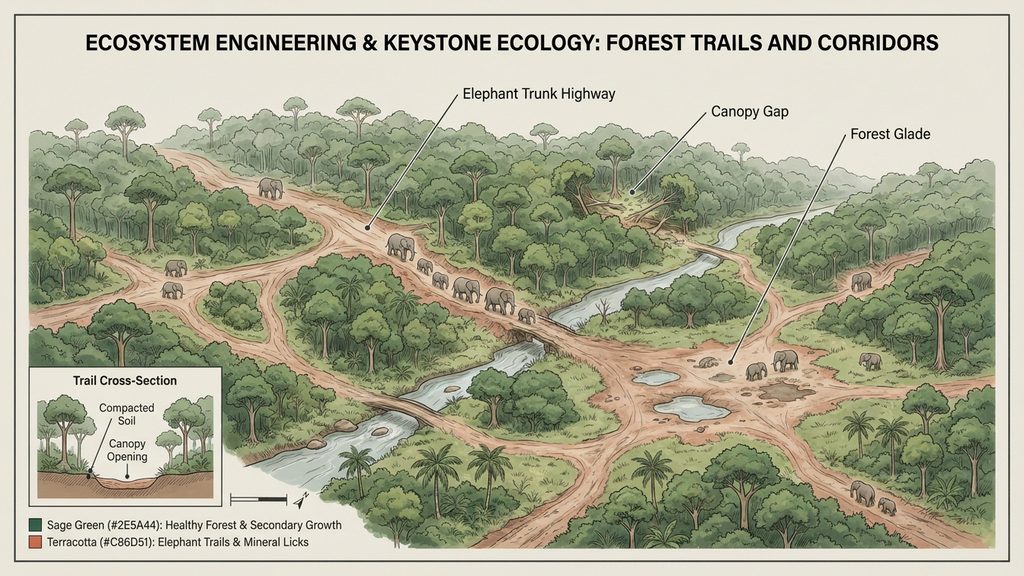 ECOSYSTEM ENGINEERING & KEYSTONE ECOLOGY: FOREST TRAILS AND CORRIDORS
Elephant Trunk Highway
Canopy Gap
Forest Glade
Trail Cross-Section
Compacted
Soil
Canopy
Opening
Sage Green (#2E5A44): Healthy Forest & Secondary Growth
Terracotta (#C86D51): Elephant Trails & Mineral Licks